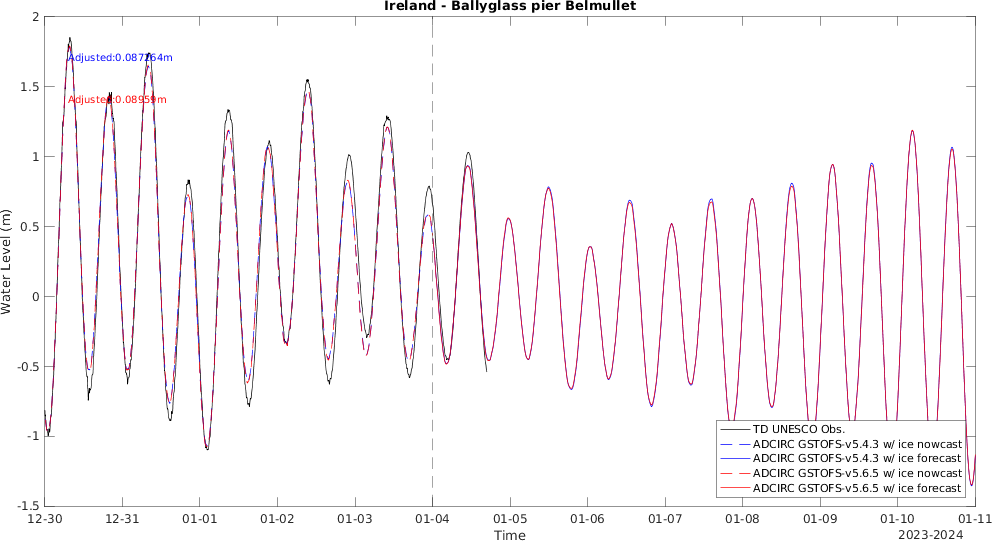 Ireland - Ballyglass pier Belmullet
Water Level (m)
2
1.5
1
0.5
0
-0.5
-1
-1.5
Adjusted:0.087264m
Adjusted:0.08959m
TD UNESCO Obs.
ADCIRC GSTOFS-v5.4.3 w/ ice nowcast
ADCIRC GSTOFS-v5.4.3 w/ ice forecast
ADCIRC GSTOFS-v5.6.5 w/ ice nowcast
ADCIRC GSTOFS-v5.6.5 w/ ice forecast
12-30 12-31 01-01 01-02 01-03 01-04 01-05 01-06 01-07 01-08 01-09 01-10 01-11
Time
2023-2024